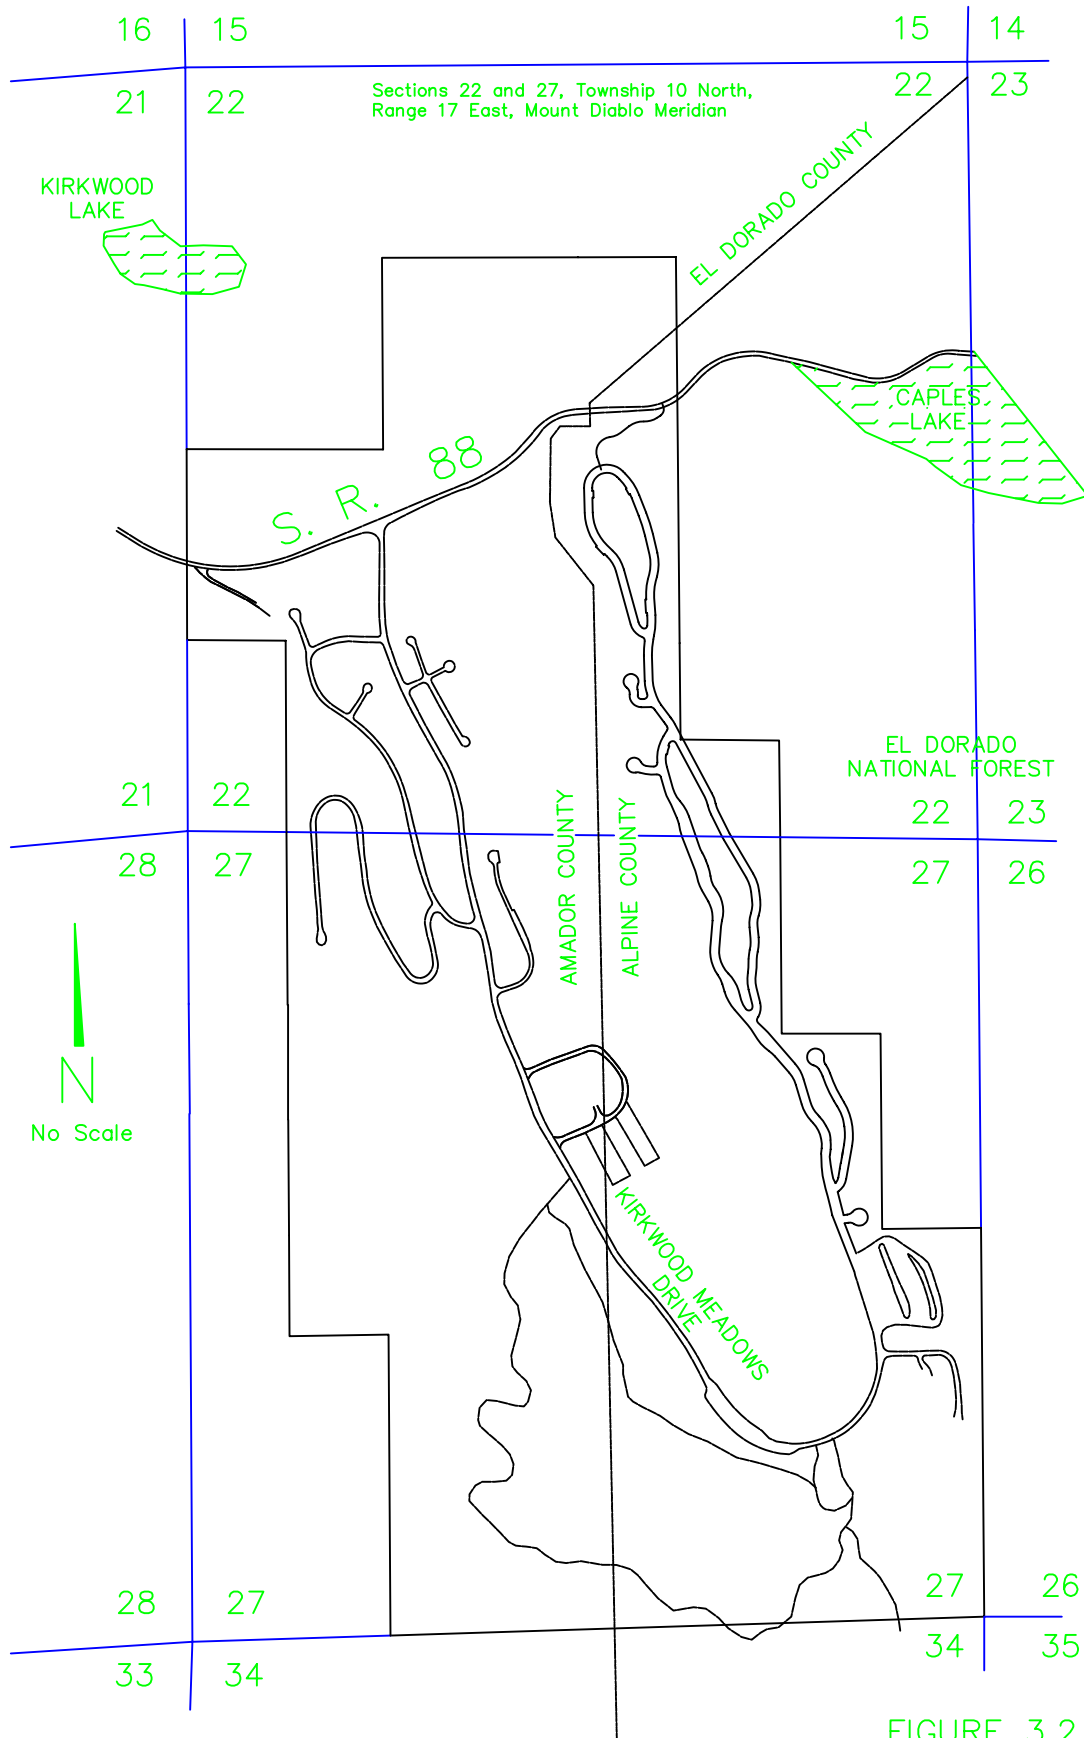 16 15
15 14
21 22
22 23
Sections 22 and 27, Township 10 North,
Range 17 East, Mount Diablo Meridian
EL DORADO COUNTY
KIRKWOOD
LAKE
CAPLES
LAKE
S. R. 88
EL DORADO
NATIONAL FOREST
21 22
22 23
28 27
27 26
AMADOR COUNTY
ALPINE COUNTY
N
No Scale
KIRKWOOD MEADOWS
DRIVE
28 27
27 26
33 34
34 35
FIGURE 3.2